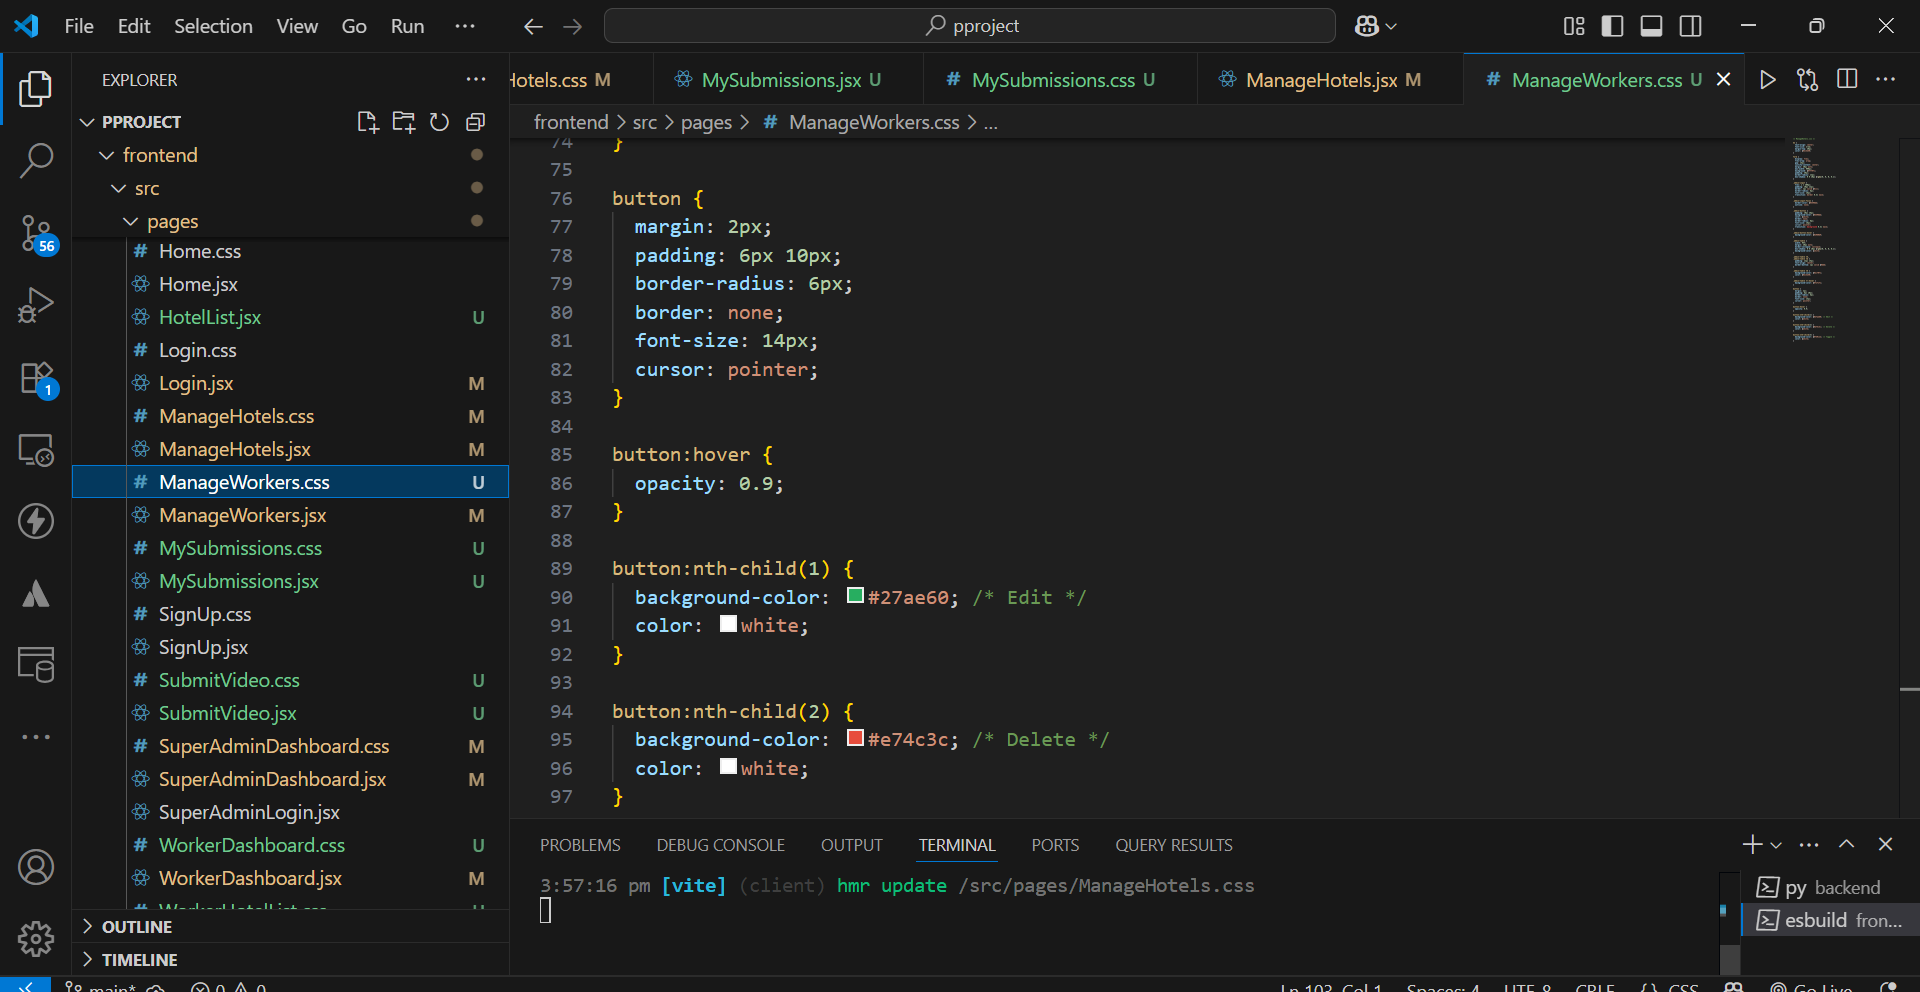 File Edit Selection View Go Run ···
pproject
EXPLORER
PPROJECT
frontend
src
pages
Home.css
Home.jsx
HotelList.jsx U
Login.css
Login.jsx M
ManageHotels.css M
ManageHotels.jsx M
ManageWorkers.css U
ManageWorkers.jsx M
MySubmissions.css U
MySubmissions.jsx U
SignUp.css
SignUp.jsx
SubmitVideo.css U
SubmitVideo.jsx U
SuperAdminDashboard.css M
SuperAdminDashboard.jsx M
SuperAdminLogin.jsx
WorkerDashboard.css U
WorkerDashboard.jsx M
WorkerHotelList.css U
OUTLINE
TIMELINE
56
1
Hotels.css M
MySubmissions.jsx U
MySubmissions.css U
ManageHotels.jsx M
ManageWorkers.css U
frontend > src > pages > # ManageWorkers.css > ...
74 }
75
76 button {
77 margin: 2px;
78 padding: 6px 10px;
79 border-radius: 6px;
80 border: none;
81 font-size: 14px;
82 cursor: pointer;
83 }
84
85 button:hover {
86 opacity: 0.9;
87 }
88
89 button:nth-child(1) {
90 background-color: #27ae60; /* Edit */
91 color: white;
92 }
93
94 button:nth-child(2) {
95 background-color: #e74c3c; /* Delete */
96 color: white;
97 }
PROBLEMS DEBUG CONSOLE OUTPUT TERMINAL PORTS QUERY RESULTS
3:57:16 pm [vite] (client) hmr update /src/pages/ManageHotels.css
py backend
esbuild fron...
main* 0 0 Ln 103, Col 1 Spaces: 4 UTF-8 CRLF {} CSS Go Live